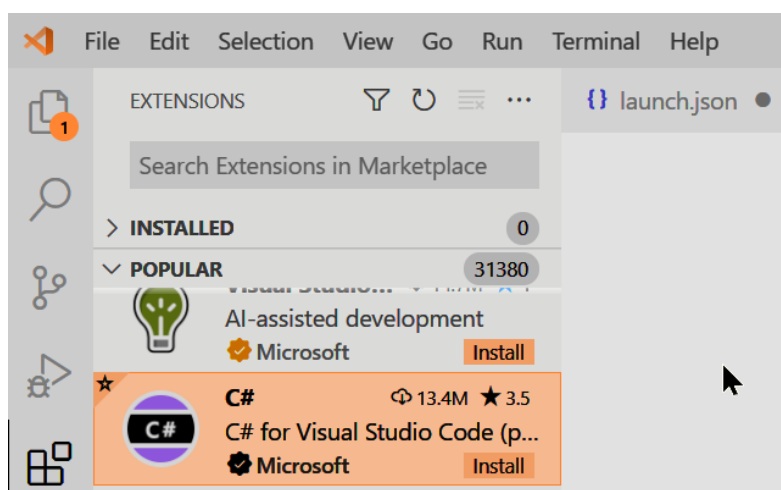 File Edit Selection View Go Run Terminal Help
EXTENSIONS
{} launch.json
1
Search Extensions in Marketplace
INSTALLED 0
POPULAR 31380
AI-assisted development
Microsoft Install
C# 13.4M ★ 3.5
C#
C# for Visual Studio Code (p...
Microsoft Install